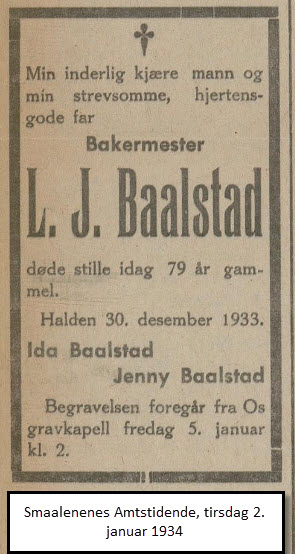 Min inderlig kjære mann og
min strevsomme, hjertens-
gode far
Bakermester
L. J. Baalstad
døde stille idag 79 år gam-
mel.
Halden 30. desember 1933.
Ida Baalstad
Jenny Baalstad
Begravelsen foregår fra Os
gravkapell fredag 5. januar
kl. 2.
Smaalenenes Amtstidende, tirsdag 2.
januar 1934